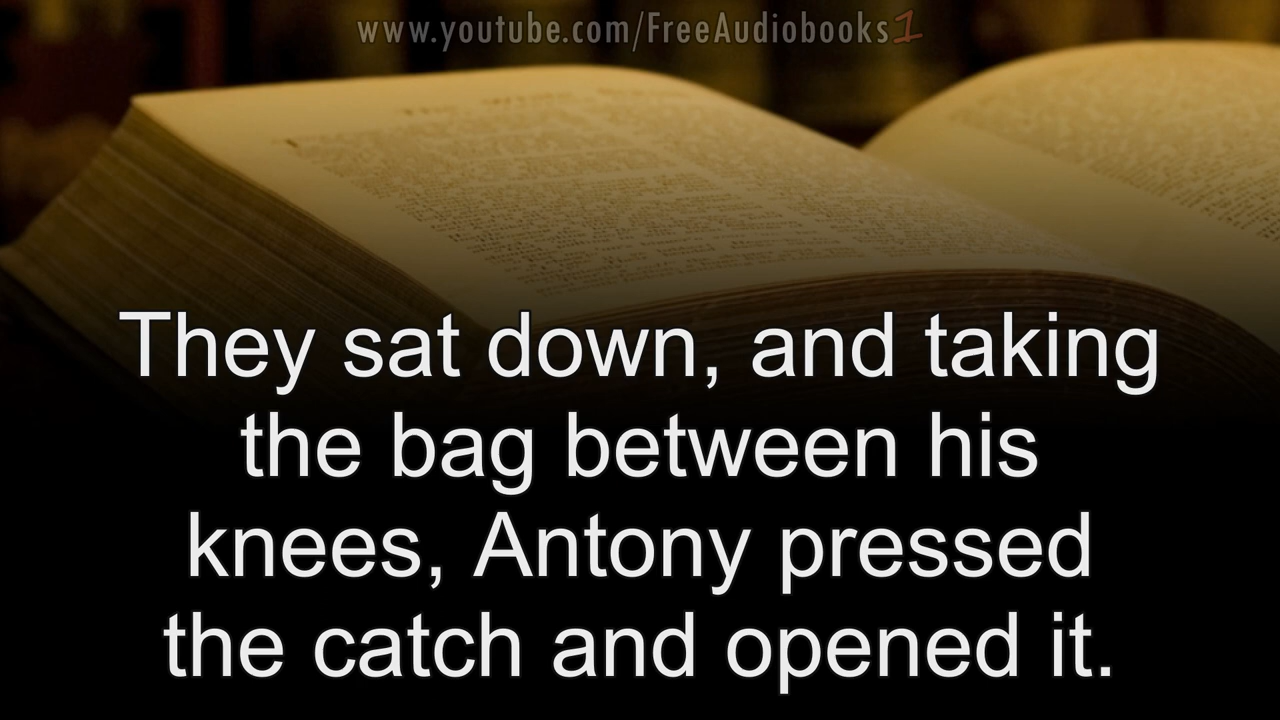 www.youtube.com/FreeAudiobooks1
They sat down, and taking
the bag between his
knees, Antony pressed
the catch and opened it.